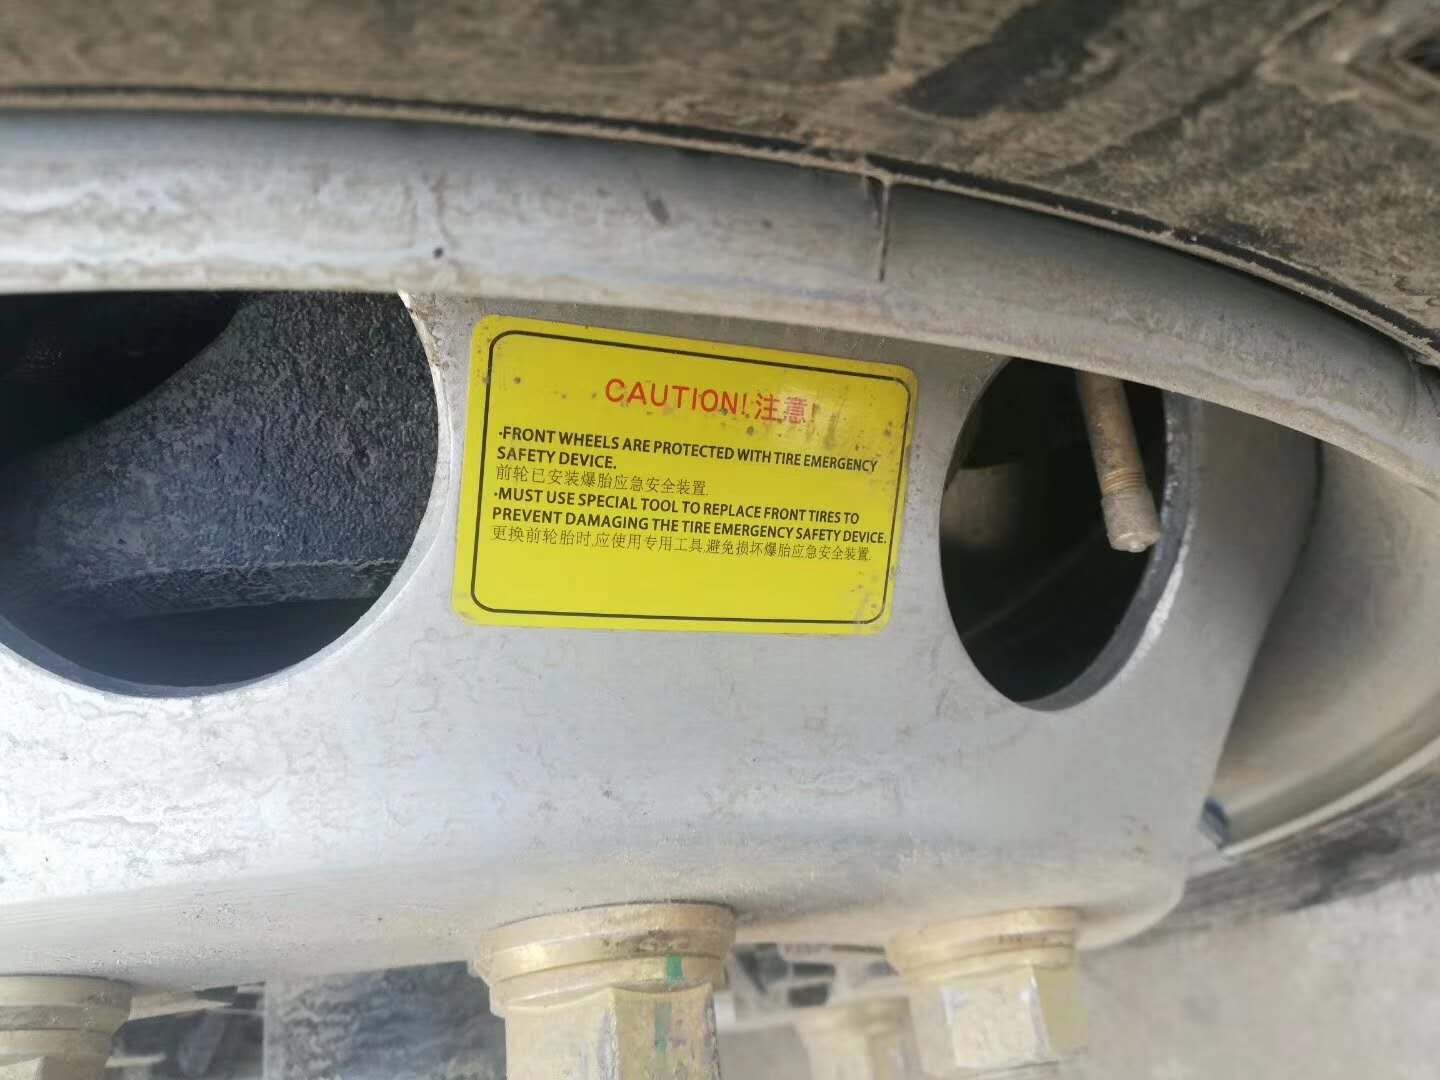 CAUTION!注意!
·FRONT WHEELS ARE PROTECTED WITH TIRE EMERGENCY
SAFETY DEVICE.
前轮已安装爆胎应急安全装置.
·MUST USE SPECIAL TOOL TO REPLACE FRONT TIRES TO
PREVENT DAMAGING THE TIRE EMERGENCY SAFETY DEVICE.
更换前轮胎时,应使用专用工具,避免损坏爆胎应急安全装置.